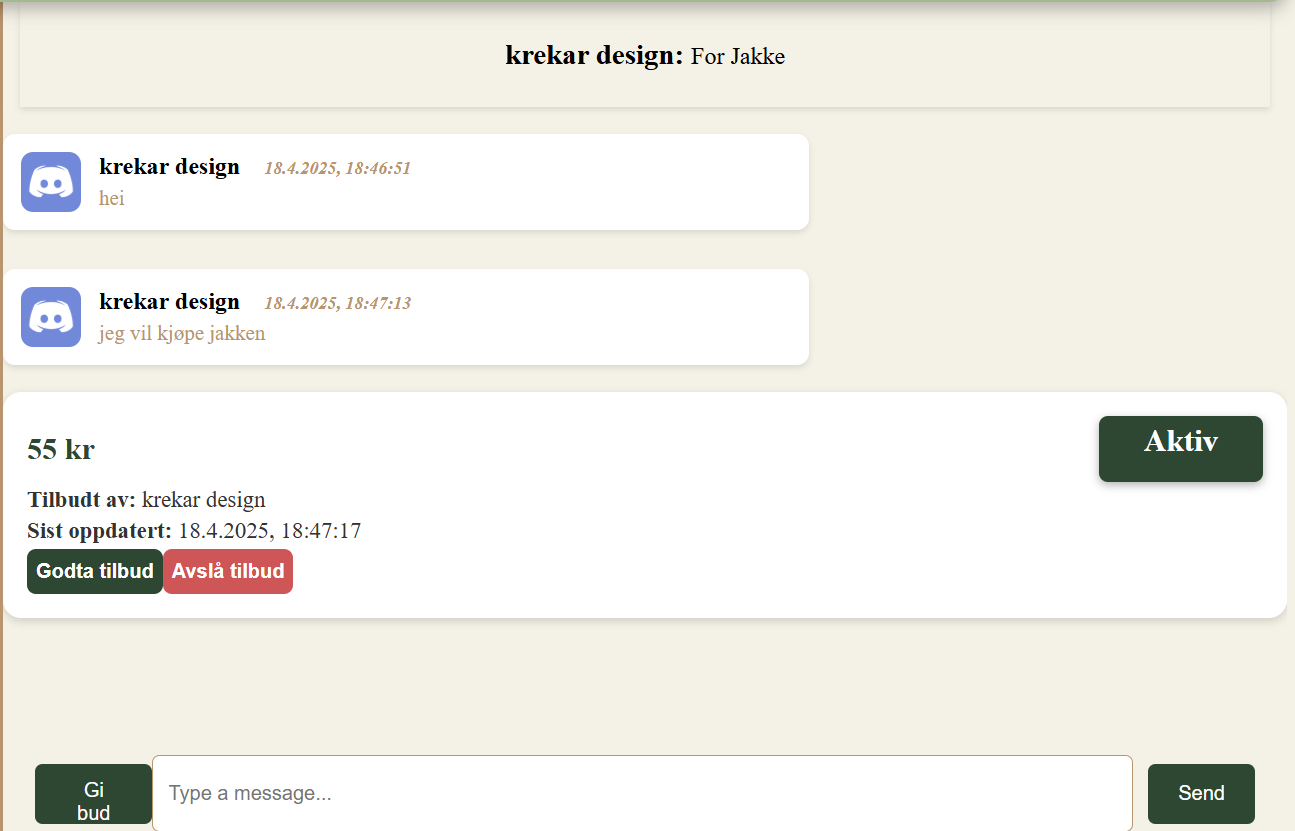 krekar design: For Jakke
krekar design 18.4.2025, 18:46:51
hei
krekar design 18.4.2025, 18:47:13
jeg vil kjøpe jakken
55 kr
Aktiv
Tilbudt av: krekar design
Sist oppdatert: 18.4.2025, 18:47:17
Godta tilbud Avslå tilbud
Gi
bud
Type a message...
Send